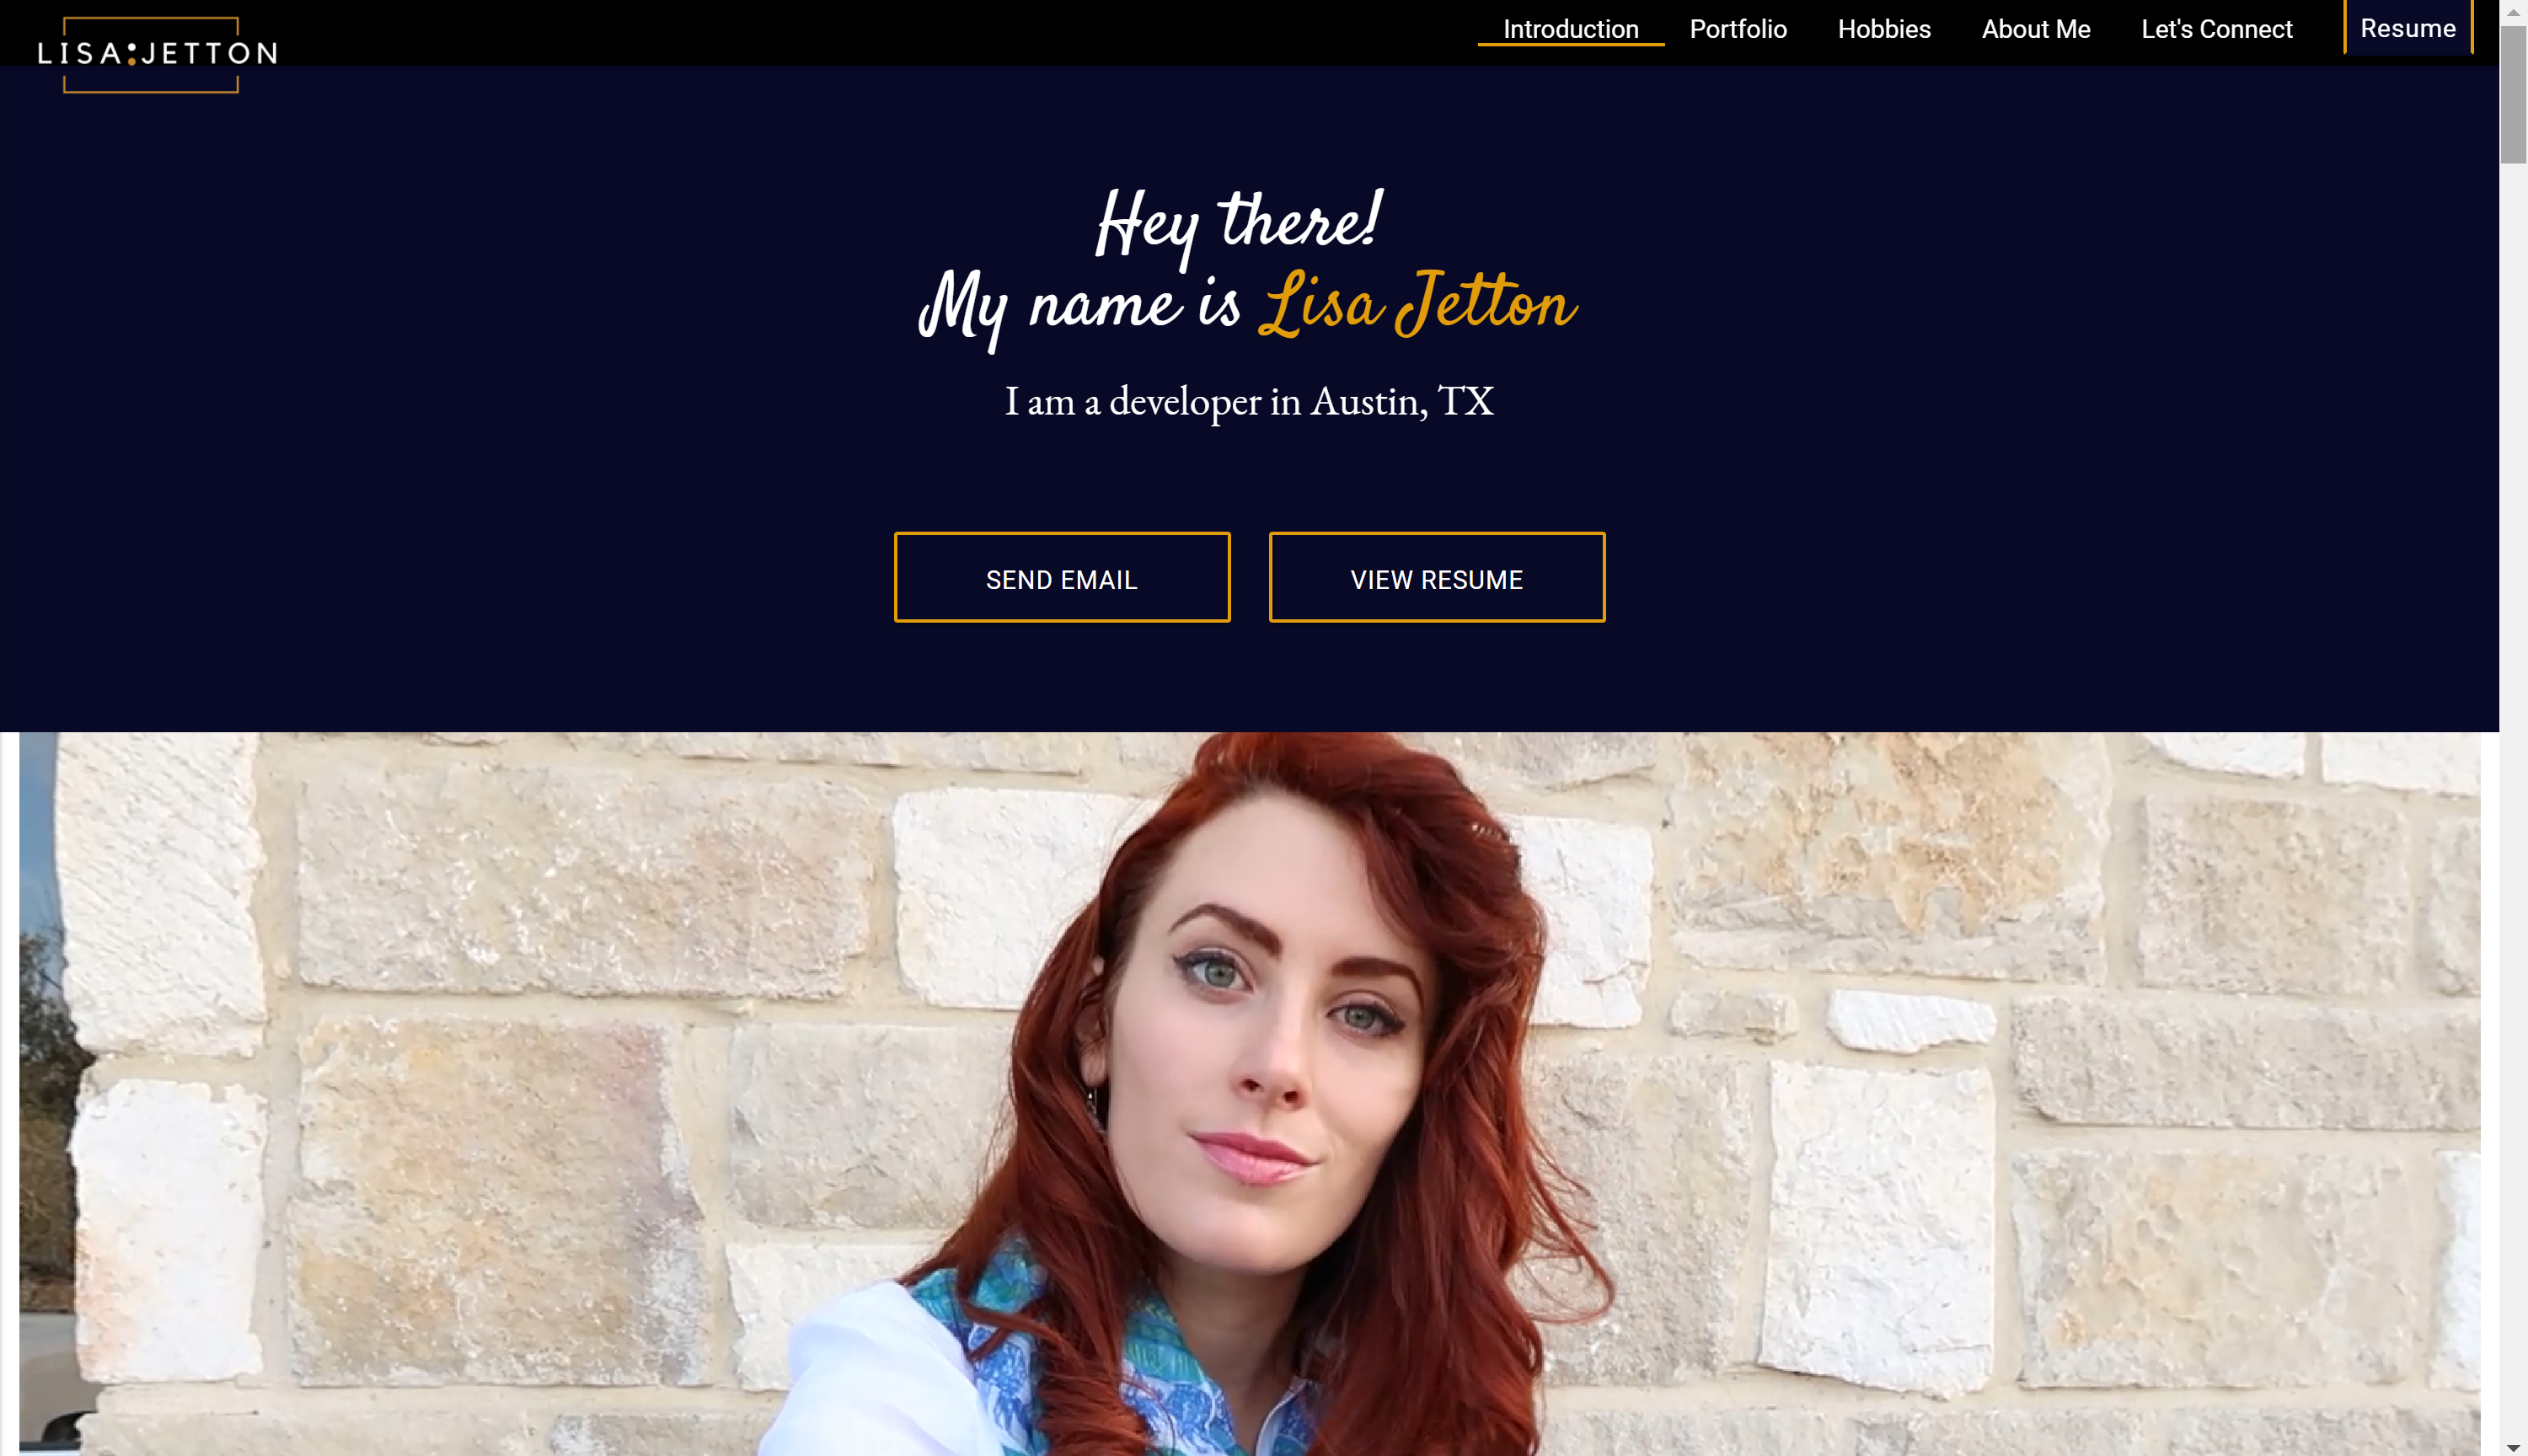 LISA:JETTON
Introduction
Portfolio
Hobbies
About Me
Let's Connect
Resume
Hey there!
My name is Lisa Jetton
I am a developer in Austin, TX
SEND EMAIL
VIEW RESUME